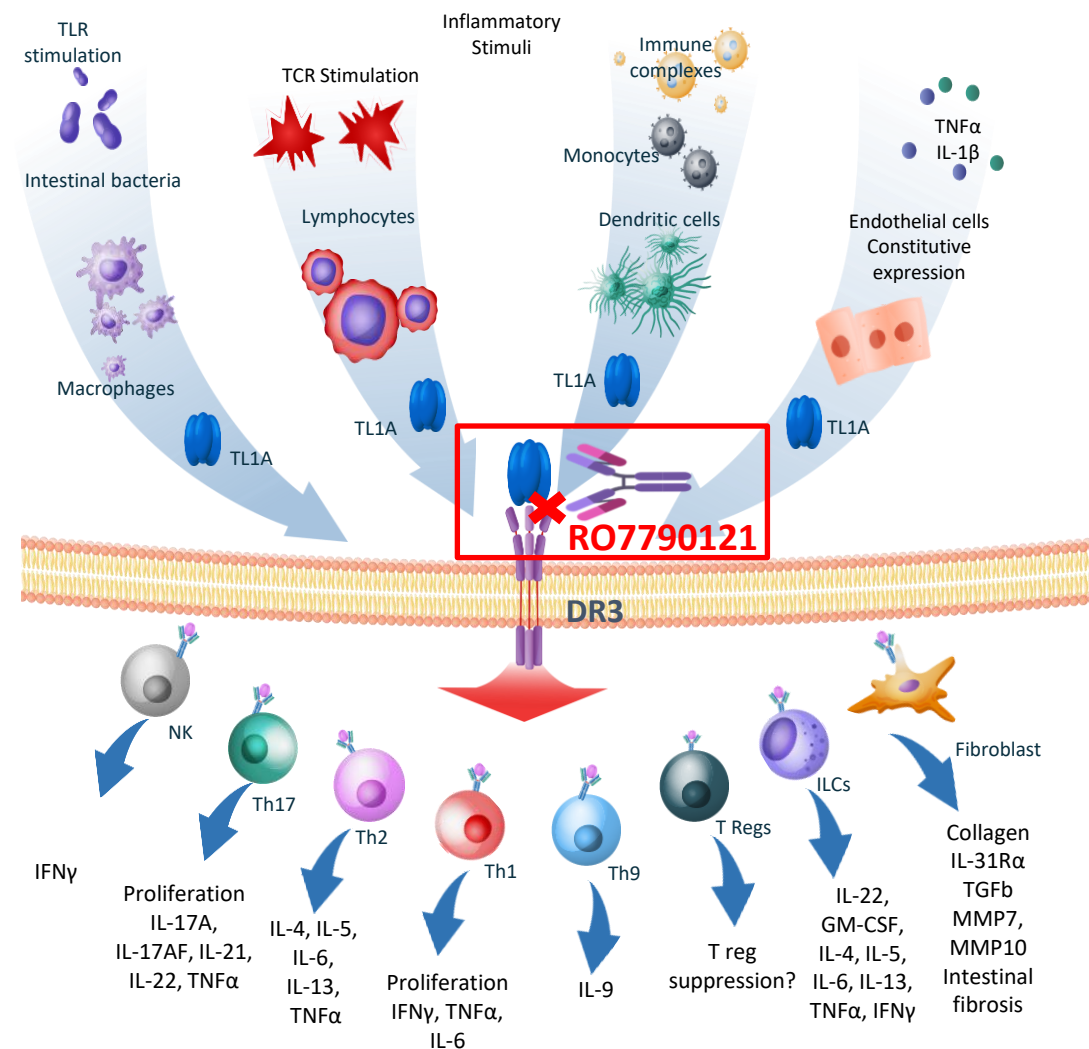 TLR
stimulation
Intestinal bacteria
Macrophages
TL1A
TCR Stimulation
Lymphocytes
TL1A
Inflammatory
Stimuli
Immune
complexes
Monocytes
Dendritic cells
TL1A
TNFα
IL-1β
Endothelial cells
Constitutive
expression
TL1A
RO7790121
DR3
NK
IFNγ
Th17
Proliferation
IL-17A,
IL-17AF, IL-21,
IL-22, TNFα
Th2
IL-4, IL-5,
IL-6,
IL-13,
TNFα
Th1
Proliferation
IFNγ, TNFα,
IL-6
Th9
IL-9
T Regs
T reg
suppression?
ILCs
IL-22,
GM-CSF,
IL-4, IL-5,
IL-6, IL-13,
TNFα, IFNγ
Fibroblast
Collagen
IL-31Rα
TGFb
MMP7,
MMP10
Intestinal
fibrosis